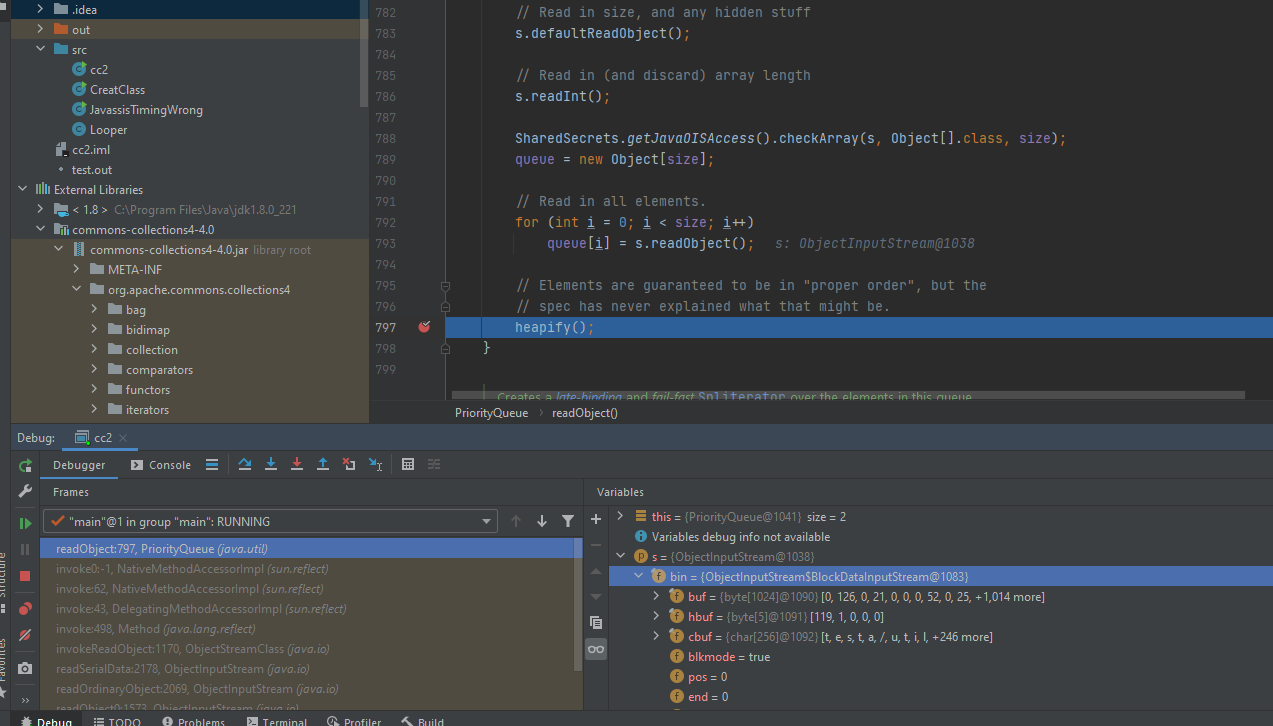 .idea
out
src
cc2
CreatClass
JavassisTimingWrong
Looper
cc2.iml
test.out
External Libraries
< 1.8 > C:\Program Files\Java\jdk1.8.0_221
commons-collections4-4.0
commons-collections4-4.0.jar library root
META-INF
org.apache.commons.collections4
bag
bidimap
collection
comparators
functors
iterators
782 // Read in size, and any hidden stuff
783 s.defaultReadObject();
784
785 // Read in (and discard) array length
786 s.readInt();
787
788 SharedSecrets.getJavaOISAccess().checkArray(s, Object[].class, size);
789 queue = new Object[size];
790
791 // Read in all elements.
792 for (int i = 0; i < size; i++)
793 queue[i] = s.readObject(); s: ObjectInputStream@1038
794
795 // Elements are guaranteed to be in "proper order", but the
796 // spec has never explained what that might be.
797 heapify();
798 }
799
Creates a late-binding and fail-fast Spliterator over the elements in this queue
PriorityQueue › readObject()
Debug: cc2
Debugger Console
Frames
"main"@1 in group "main": RUNNING
readObject:797, PriorityQueue (java.util)
invoke0:-1, NativeMethodAccessorImpl (sun.reflect)
invoke:62, NativeMethodAccessorImpl (sun.reflect)
invoke:43, DelegatingMethodAccessorImpl (sun.reflect)
invoke:498, Method (java.lang.reflect)
invokeReadObject:1170, ObjectStreamClass (java.io)
readSerialData:2178, ObjectInputStream (java.io)
readOrdinaryObject:2069, ObjectInputStream (java.io)
readObject0:1573, ObjectInputStream (java.io)
Variables
this = {PriorityQueue@1041} size = 2
Variables debug info not available
s = {ObjectInputStream@1038}
bin = {ObjectInputStream$BlockDataInputStream@1083}
buf = {byte[1024]@1090} [0, 126, 0, 21, 0, 0, 0, 52, 0, 25, +1,014 more]
hbuf = {byte[5]@1091} [119, 1, 0, 0, 0]
cbuf = {char[256]@1092} [t, e, s, t, a, /, u, t, i, l, +246 more]
blkmode = true
pos = 0
end = 0
Structure
Favorites
Debug TODO Problems Terminal Profiler Build